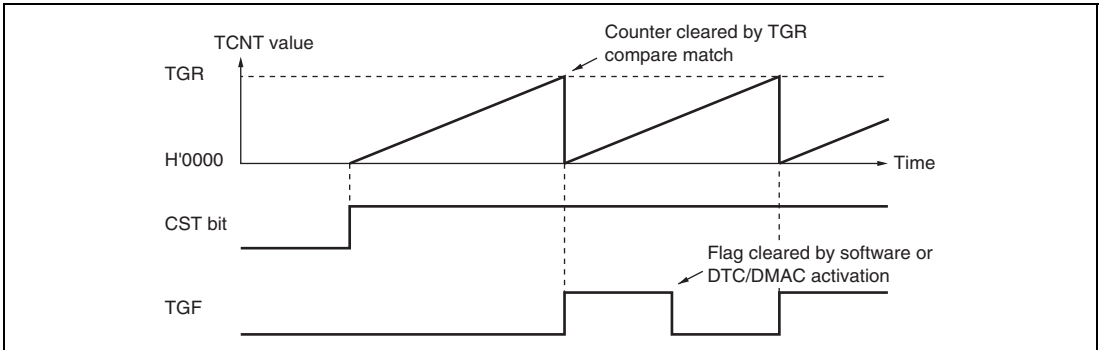 Counter cleared by TGR
compare match
TCNT value
TGR
H'0000
Time
CST bit
Flag cleared by software or
DTC/DMAC activation
TGF